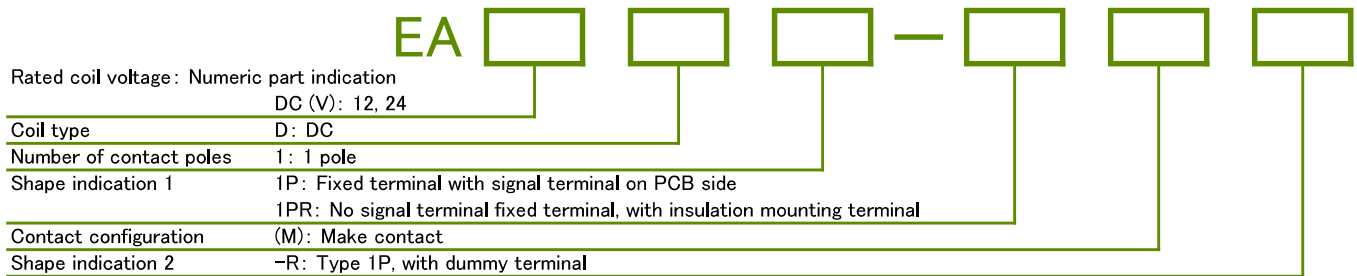 EA —
Rated coil voltage: Numeric part indication
DC (V): 12, 24
Coil type D: DC
Number of contact poles 1: 1 pole
Shape indication 1 1P: Fixed terminal with signal terminal on PCB side
1PR: No signal terminal fixed terminal, with insulation mounting terminal
Contact configuration (M): Make contact
Shape indication 2 -R: Type 1P, with dummy terminal